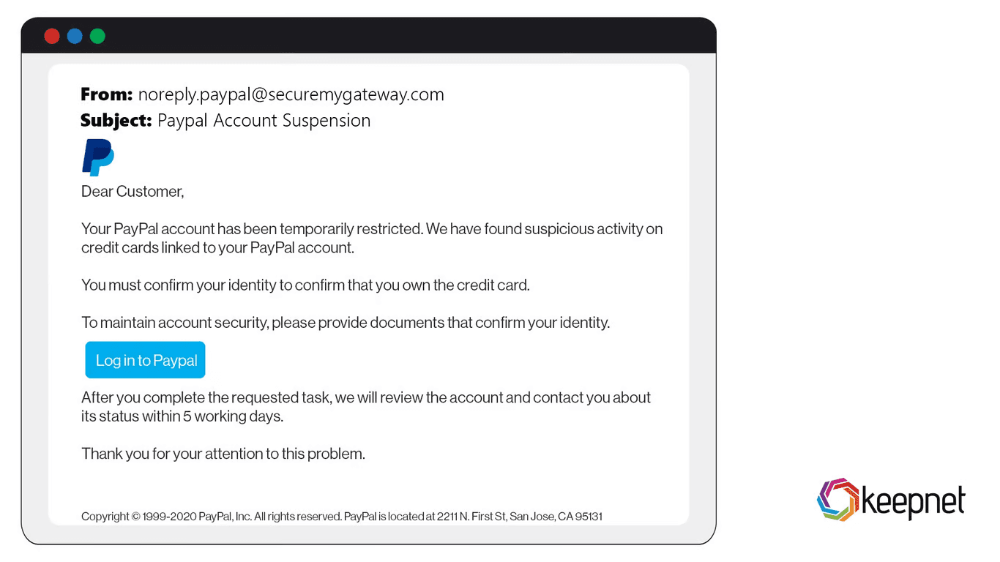 From: noreply.paypal@securemygateway.com
Subject: Paypal Account Suspension
Dear Customer,
Your PayPal account has been temporarily restricted. We have found suspicious activity on
credit cards linked to your PayPal account.
You must confirm your identity to confirm that you own the credit card.
To maintain account security, please provide documents that confirm your identity.
Log in to Paypal
After you complete the requested task, we will review the account and contact you about
its status within 5 working days.
Thank you for your attention to this problem.
Copyright © 1999-2020 PayPal, Inc. All rights reserved. PayPal is located at 2211 N. First St, San Jose, CA 95131
keepnet